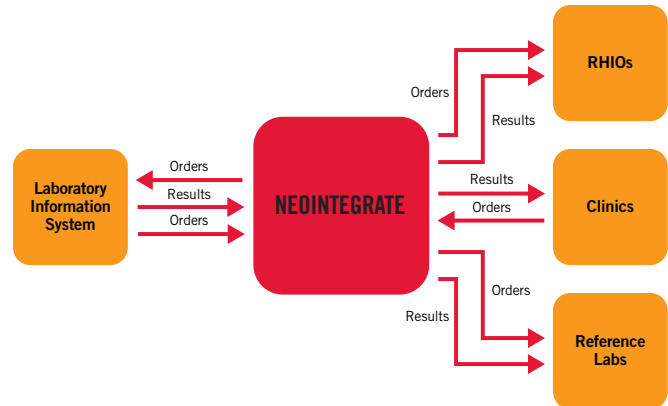 RHIOs
Orders
Results
Orders
Laboratory
Information
System
Results
Orders
NEOINTEGRATE
Results
Orders
Clinics
Orders
Results
Reference
Labs